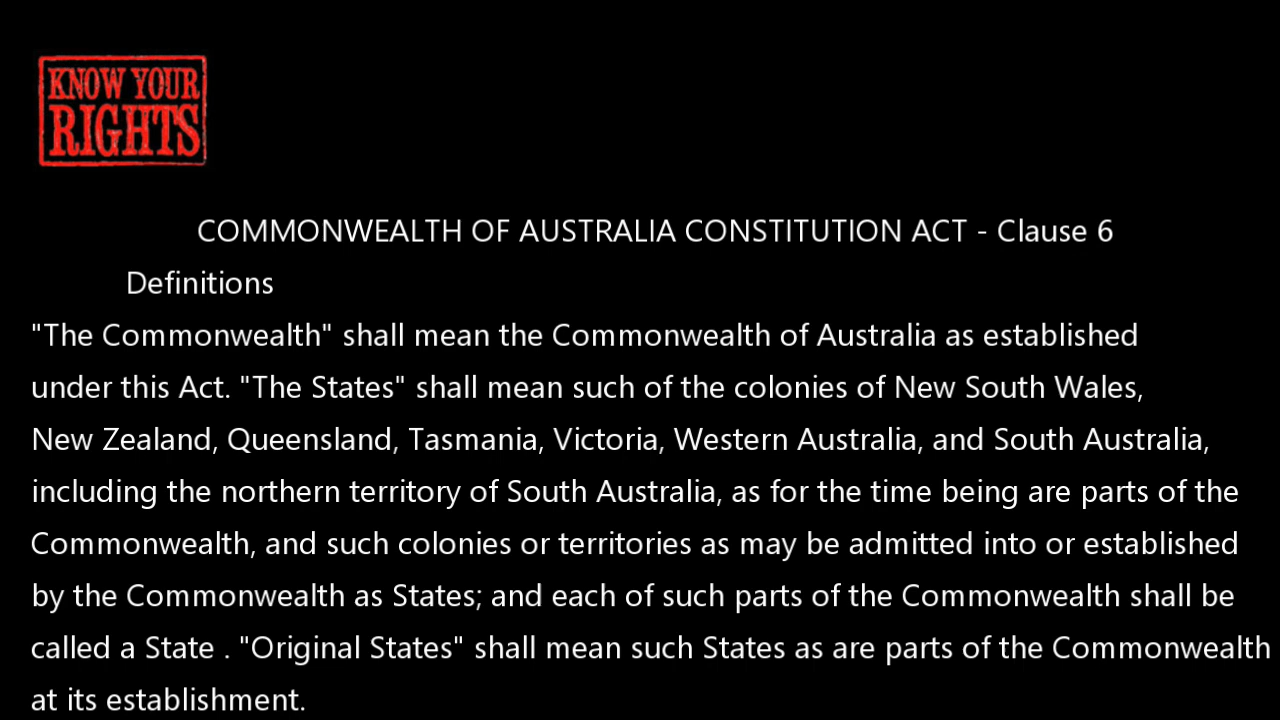 KNOW YOUR
RIGHTS
COMMONWEALTH OF AUSTRALIA CONSTITUTION ACT - Clause 6
Definitions
"The Commonwealth" shall mean the Commonwealth of Australia as established
under this Act. "The States" shall mean such of the colonies of New South Wales,
New Zealand, Queensland, Tasmania, Victoria, Western Australia, and South Australia,
including the northern territory of South Australia, as for the time being are parts of the
Commonwealth, and such colonies or territories as may be admitted into or established
by the Commonwealth as States; and each of such parts of the Commonwealth shall be
called a State . "Original States" shall mean such States as are parts of the Commonwealth
at its establishment.